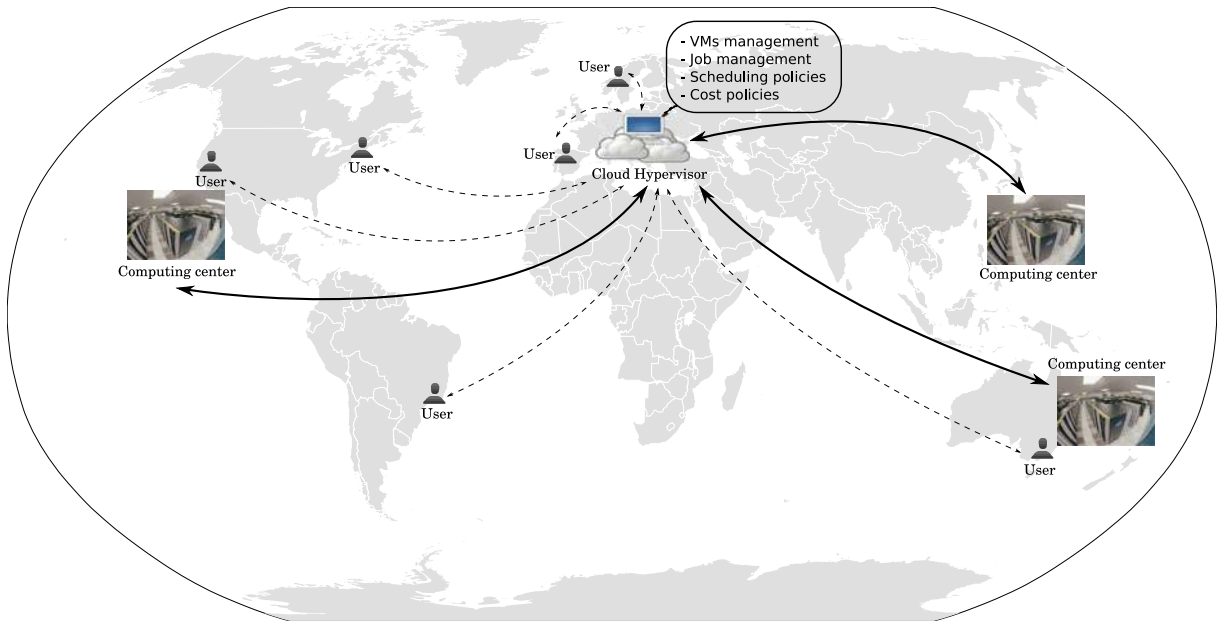 - VMs management
- Job management
- Scheduling policies
- Cost policies
User
User
User
User
Cloud Hypervisor
Computing center
Computing center
Computing center
User
User